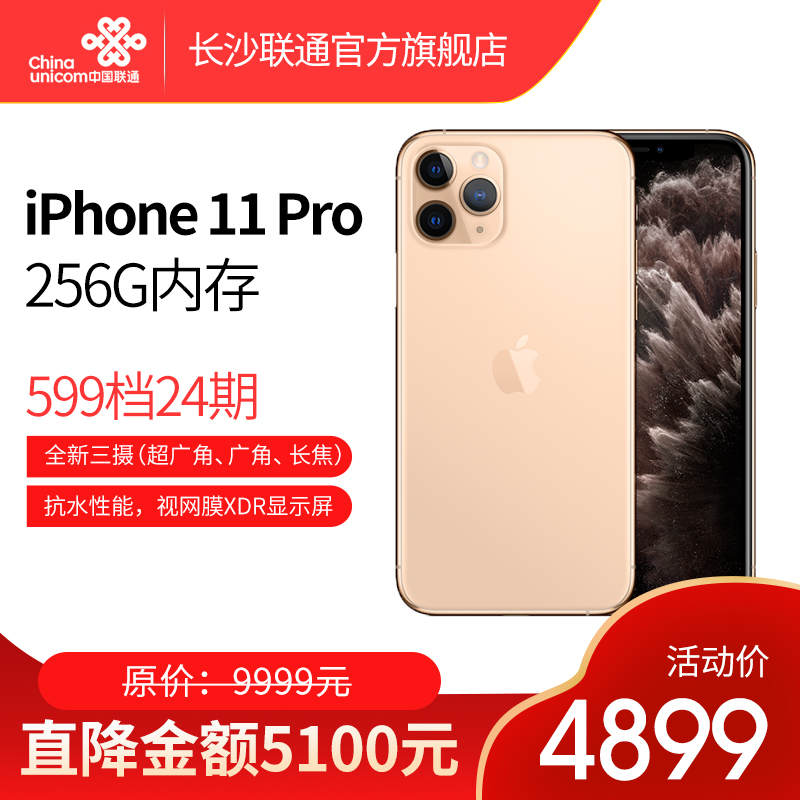 China
unicom中国联通
长沙联通官方旗舰店
iPhone 11 Pro
256G内存
599档24期
全新三摄（超广角、广角、长焦）
抗水性能，视网膜XDR显示屏
原价：9999元
直降金额5100元
活动价
4899